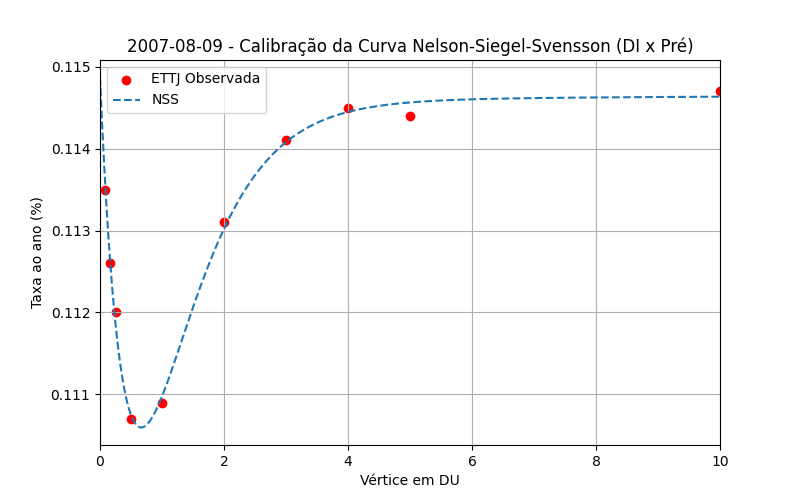 2007-08-09 - Calibração da Curva Nelson-Siegel-Svensson (DI x Pré)
ETTJ Observada
NSS
Taxa ao ano (%)
0.115
0.114
0.113
0.112
0.111
0 2 4 6 8 10
Vértice em DU